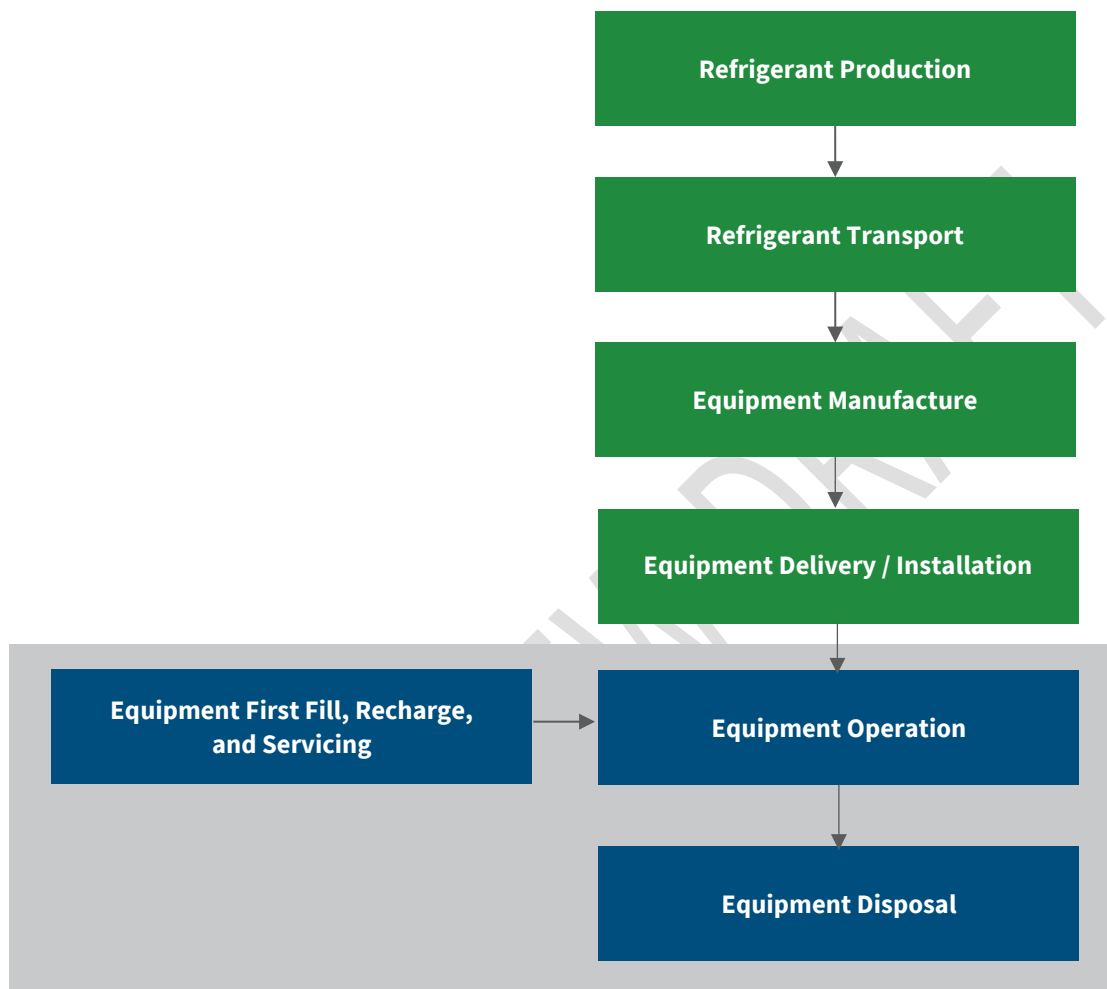 Refrigerant Production
Refrigerant Transport
Equipment Manufacture
Equipment Delivery / Installation
Equipment First Fill, Recharge,
and Servicing
Equipment Operation
Equipment Disposal